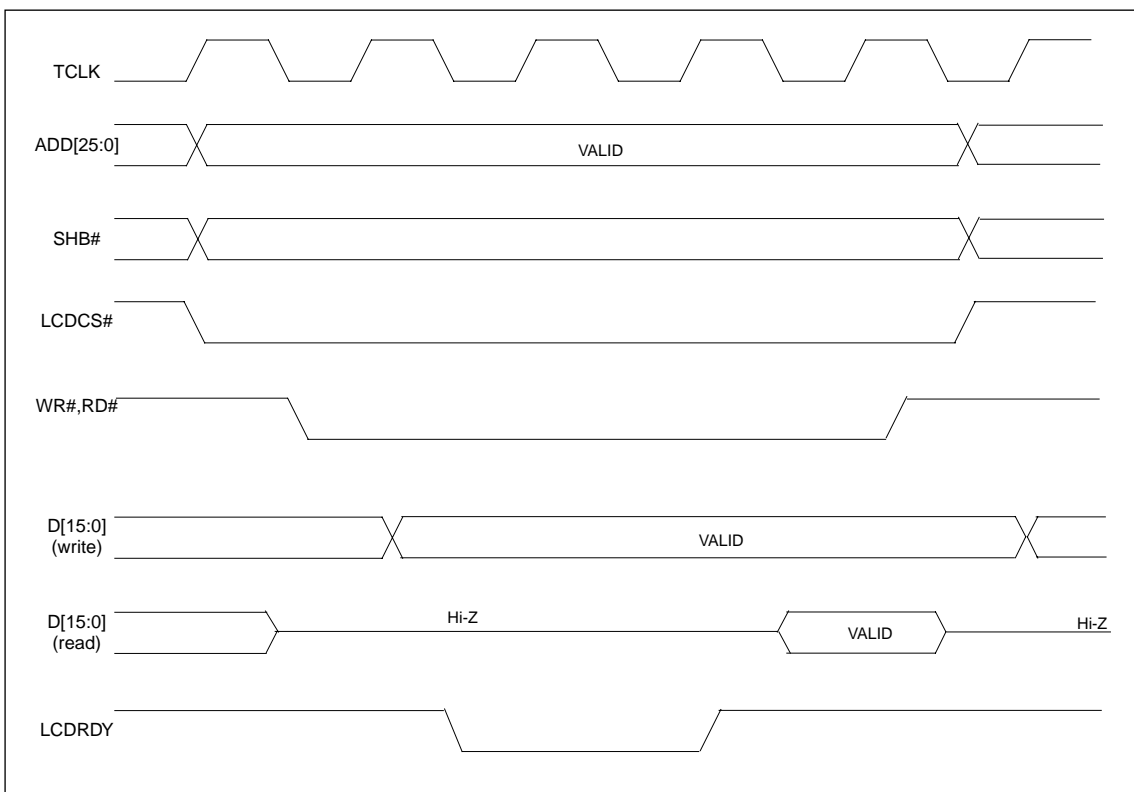 TCLK
ADD[25:0]
VALID
SHB#
LCDCS#
WR#,RD#
D[15:0]
(write)
VALID
D[15:0]
(read)
Hi-Z
VALID
Hi-Z
LCDRDY